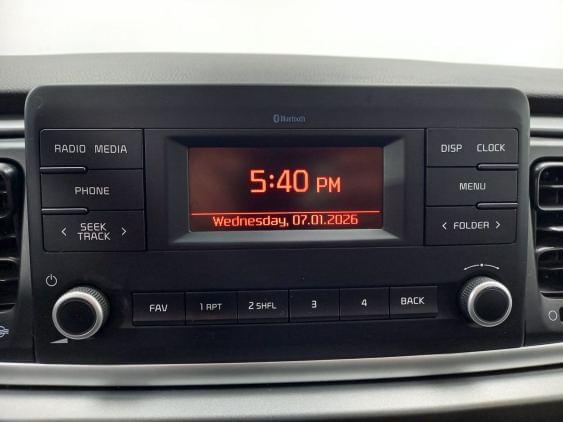 Bluetooth
RADIO MEDIA
DISP CLOCK
5:40 PM
PHONE
MENU
Wednesday, 07.01.2026
< SEEK TRACK >
< FOLDER >
FAV
1 RPT
2 SHFL
3
4
BACK